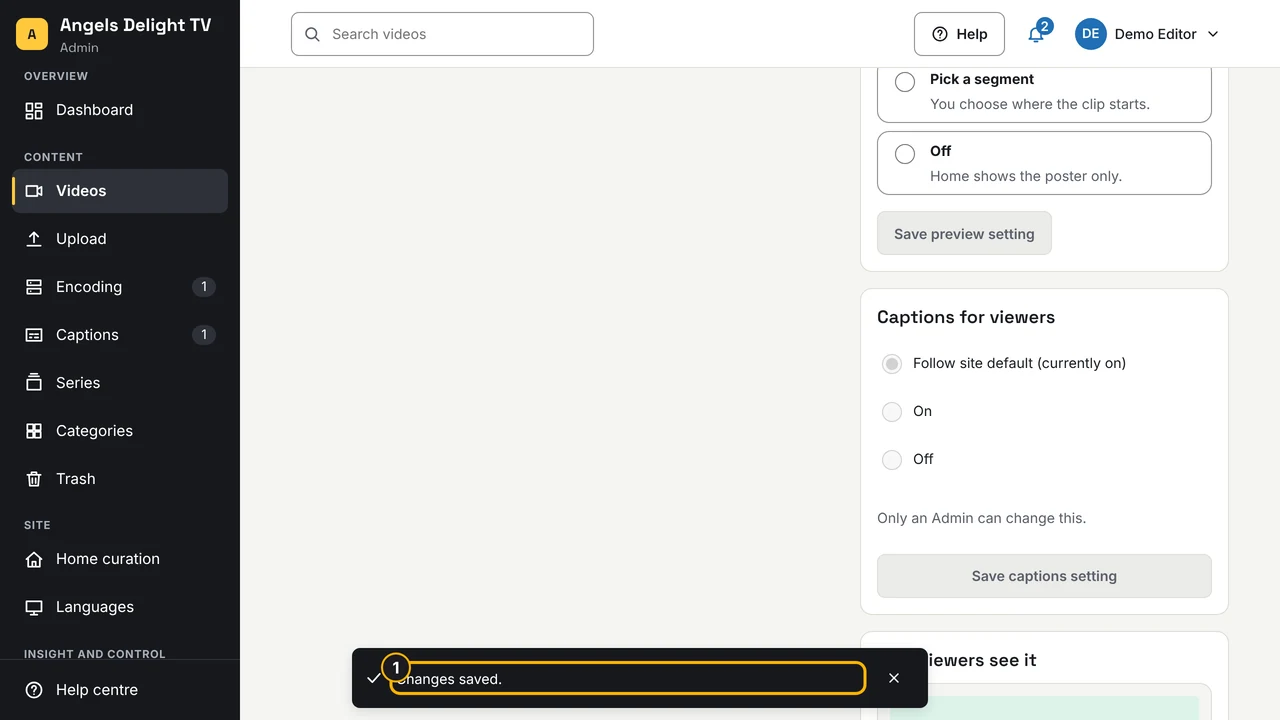 A
Angels Delight TV
Admin
OVERVIEW
Dashboard
CONTENT
Videos
Upload
Encoding 1
Captions 1
Series
Categories
Trash
SITE
Home curation
Languages
INSIGHT AND CONTROL
Help centre
Search videos
Help
2
DE
Demo Editor
Pick a segment
You choose where the clip starts.
Off
Home shows the poster only.
Save preview setting
Captions for viewers
Follow site default (currently on)
On
Off
Only an Admin can change this.
Save captions setting
viewers see it
1
Changes saved.